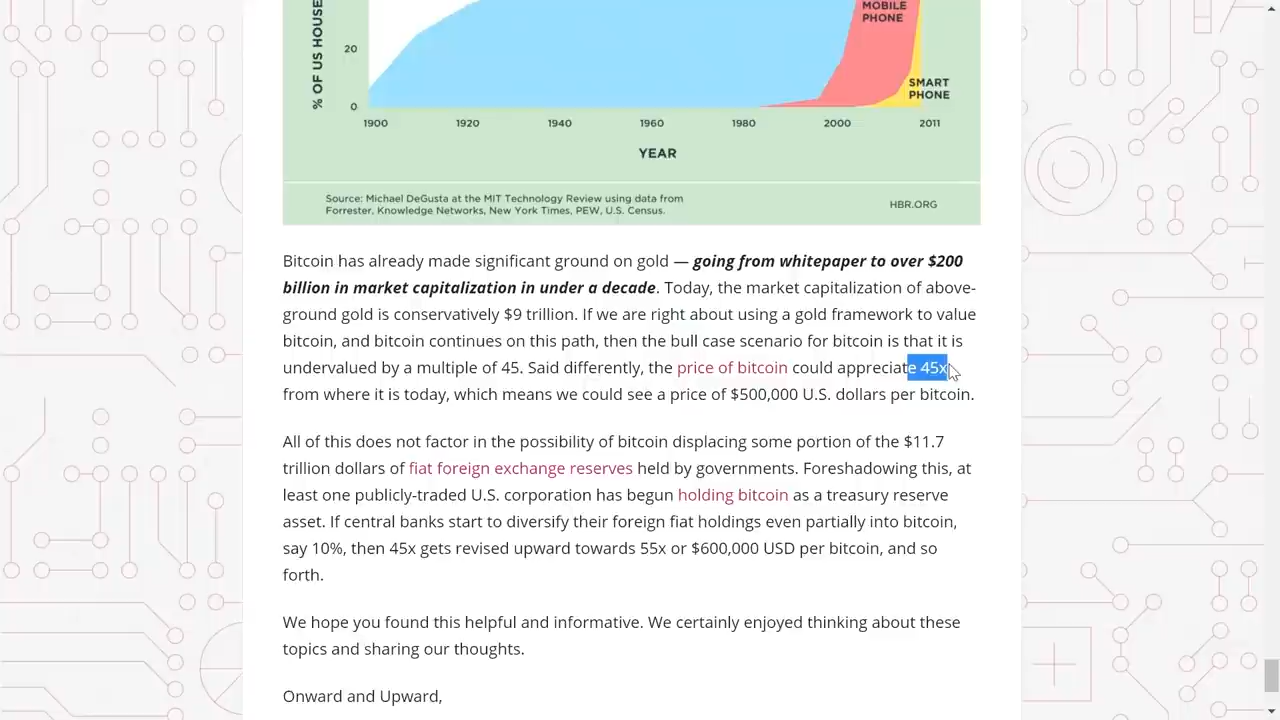 % OF US HOUSE
MOBILE
PHONE
20
SMART
PHONE
0
1900 1920 1940 1960 1980 2000 2011
YEAR
Source: Michael DeGusta at the MIT Technology Review using data from
Forrester, Knowledge Networks, New York Times, PEW, U.S. Census.
HBR.ORG
Bitcoin has already made significant ground on gold — going from whitepaper to over $200
billion in market capitalization in under a decade. Today, the market capitalization of above-
ground gold is conservatively $9 trillion. If we are right about using a gold framework to value
bitcoin, and bitcoin continues on this path, then the bull case scenario for bitcoin is that it is
undervalued by a multiple of 45. Said differently, the price of bitcoin could appreciate 45x
from where it is today, which means we could see a price of $500,000 U.S. dollars per bitcoin.
All of this does not factor in the possibility of bitcoin displacing some portion of the $11.7
trillion dollars of fiat foreign exchange reserves held by governments. Foreshadowing this, at
least one publicly-traded U.S. corporation has begun holding bitcoin as a treasury reserve
asset. If central banks start to diversify their foreign fiat holdings even partially into bitcoin,
say 10%, then 45x gets revised upward towards 55x or $600,000 USD per bitcoin, and so
forth.
We hope you found this helpful and informative. We certainly enjoyed thinking about these
topics and sharing our thoughts.
Onward and Upward,